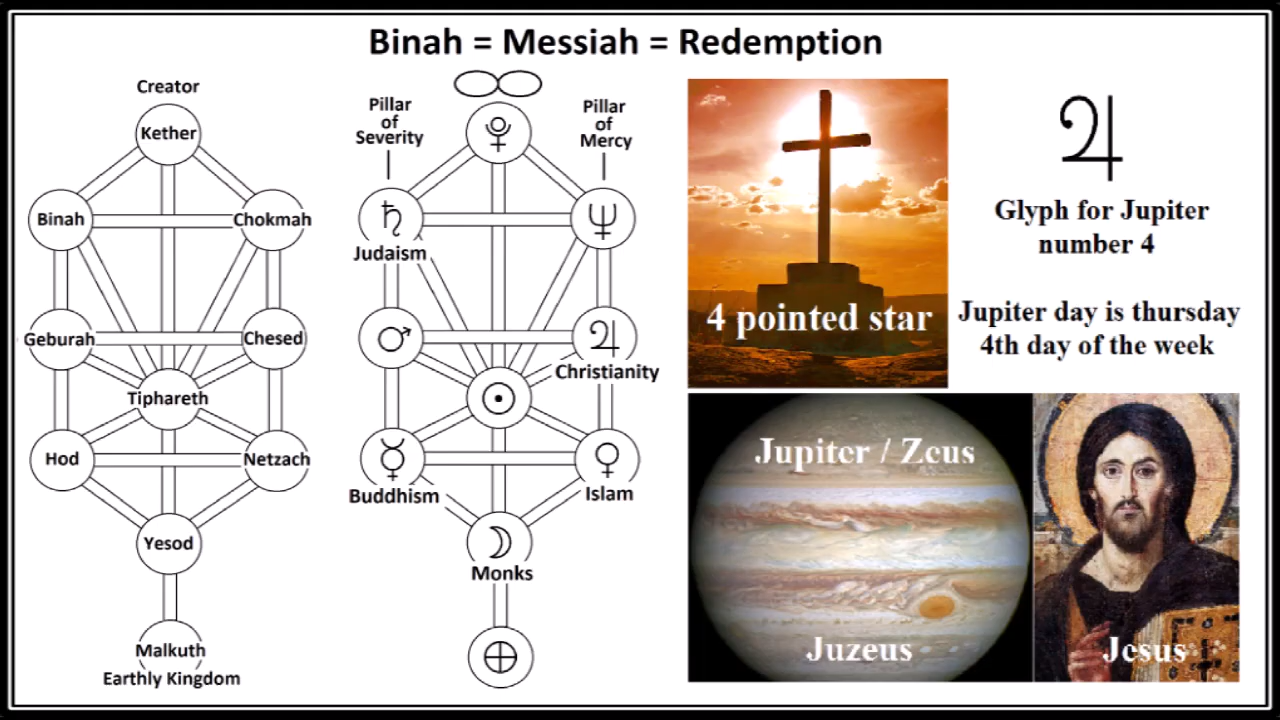 Binah = Messiah = Redemption
Creator
Kether
Binah
Chokmah
Geburah
Chesed
Tiphareth
Hod
Netzach
Yesod
Malkuth
Earthly Kingdom
Pillar
of
Severity
Pillar
of
Mercy
Judaism
Christianity
Buddhism
Islam
Monks
4 pointed star
Glyph for Jupiter
number 4
Jupiter day is thursday
4th day of the week
Jupiter / Zeus
Juzeus
Jesus